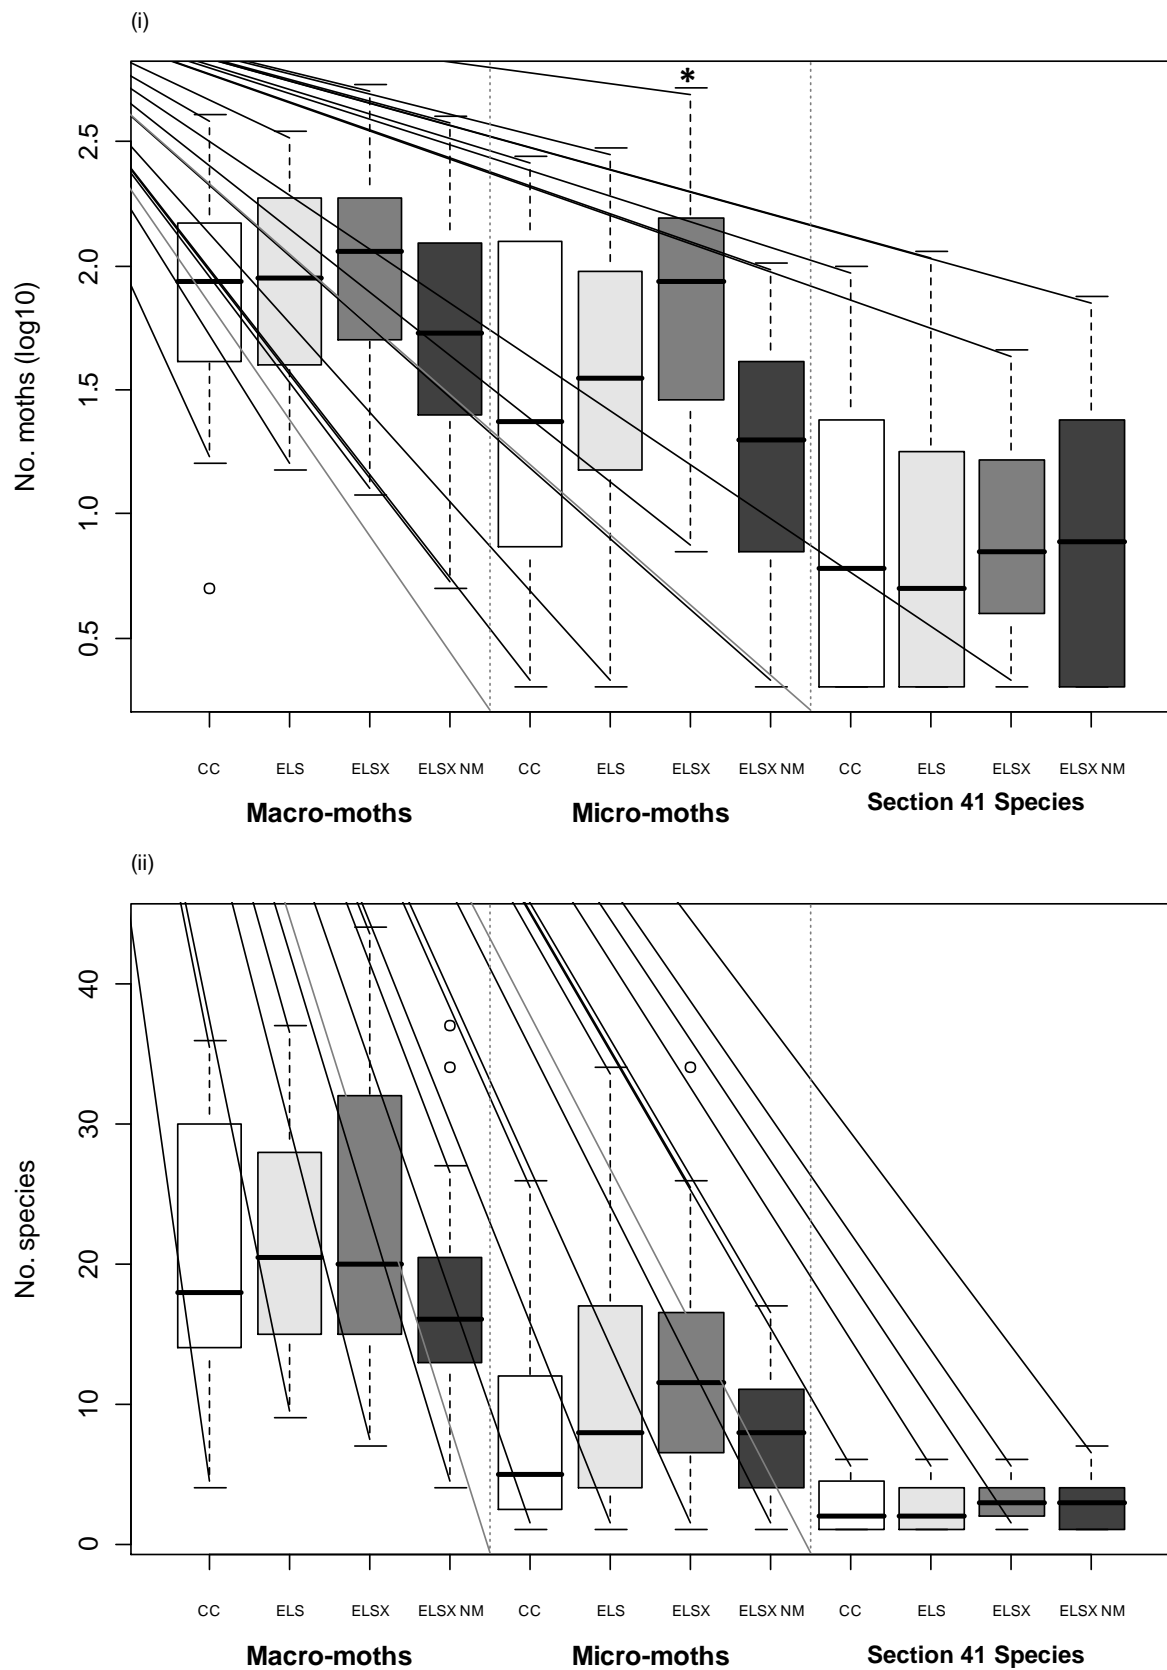 (i)
*
2.5
2.0
1.5
1.0
0.5
No. moths (log10)
CC ELS ELSX ELSX NM CC ELS ELSX ELSX NM CC ELS ELSX ELSX NM
Macro-moths Micro-moths Section 41 Species
(ii)
40
30
20
10
0
No. species
CC ELS ELSX ELSX NM CC ELS ELSX ELSX NM CC ELS ELSX ELSX NM
Macro-moths Micro-moths Section 41 Species